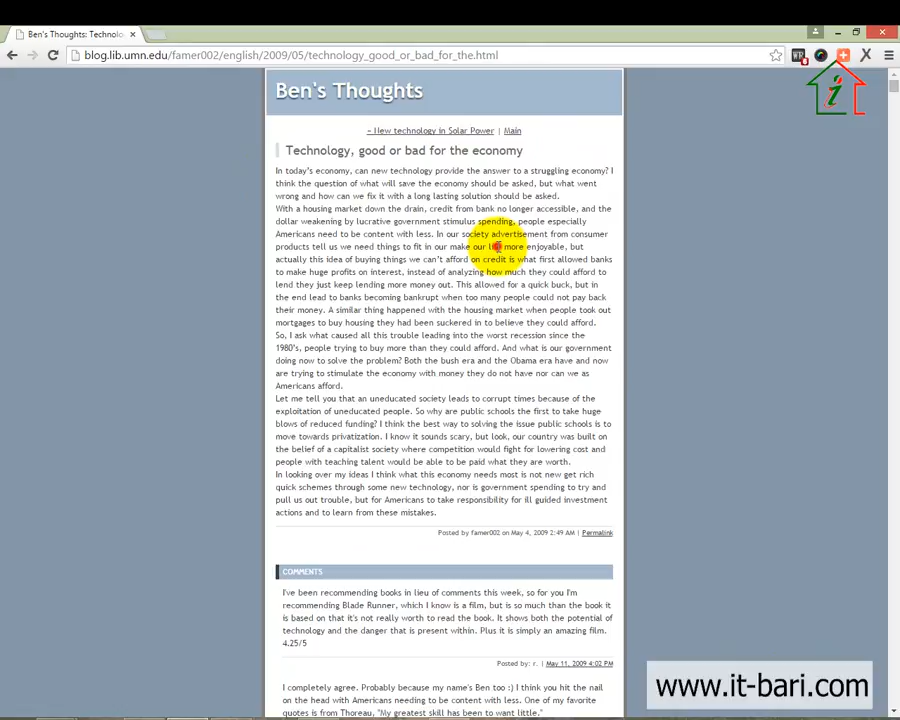 Ben's Thoughts: Technolo
blog.lib.umn.edu/famer002/english/2009/05/technology_good_or_bad_for_the.html
Ben's Thoughts
« New technology in Solar Power | Main
Technology, good or bad for the economy
In today's economy, can new technology provide the answer to a struggling economy? I
think the question of what will save the economy should be asked, but what went
wrong and how can we fix it with a long lasting solution should be asked.
With a housing market down the drain, credit from bank no longer accessible, and the
dollar weakening by lucrative government stimulus spending, people especially
Americans need to be content with less. In our society advertisement from consumer
products tell us we need things to fit in our make our more enjoyable, but
actually this idea of buying things we can't afford on credit is what first allowed banks
to make huge profits on interest, instead of analyzing how much they could afford to
lend they just keep lending more money out. This allowed for a quick buck, but in
the end lead to banks becoming bankrupt when too many people could not pay back
their money. A similar thing happened with the housing market when people took out
mortgages to buy housing they had been suckered in to believe they could afford.
So, I ask what caused all this trouble leading into the worst recession since the
1980's, people trying to buy more than they could afford. And what is our government
doing now to solve the problem? Both the bush era and the Obama era have and now
are trying to stimulate the economy with money they do not have nor can we as
Americans afford.
Let me tell you that an uneducated society leads to corrupt times because of the
exploitation of uneducated people. So why are public schools the first to take huge
blows of reduced funding? I think the best way to solving the issue public schools is to
move towards privatization. I know it sounds scary, but look, our country was built on
the belief of a capitalist society where competition would fight for lowering cost and
people with teaching talent would be able to be paid what they are worth.
In looking over my ideas I think what this economy needs most is not new get rich
quick schemes through some new technology, nor is government spending to try and
pull us out trouble, but for Americans to take responsibility for ill guided investment
actions and to learn from these mistakes.
Posted by famer002 on May 4, 2009 2:49 AM | Permalink
COMMENTS
I've been recommending books in lieu of comments this week, so for you I'm
recommending Blade Runner, which I know is a film, but is so much than the book it
is based on that it's not really worth to read the book. It shows both the potential of
technology and the danger that is present within. Plus it is simply an amazing film.
4.25/5
Posted by: r. | May 11, 2009 4:02 PM
I completely agree. Probably because my name's Ben too :) I think you hit the nail
on the head with Americans needing to be content with less. One of my favorite
quotes is from Thoreau, "My greatest skill has been to want little."
www.it-bari.com